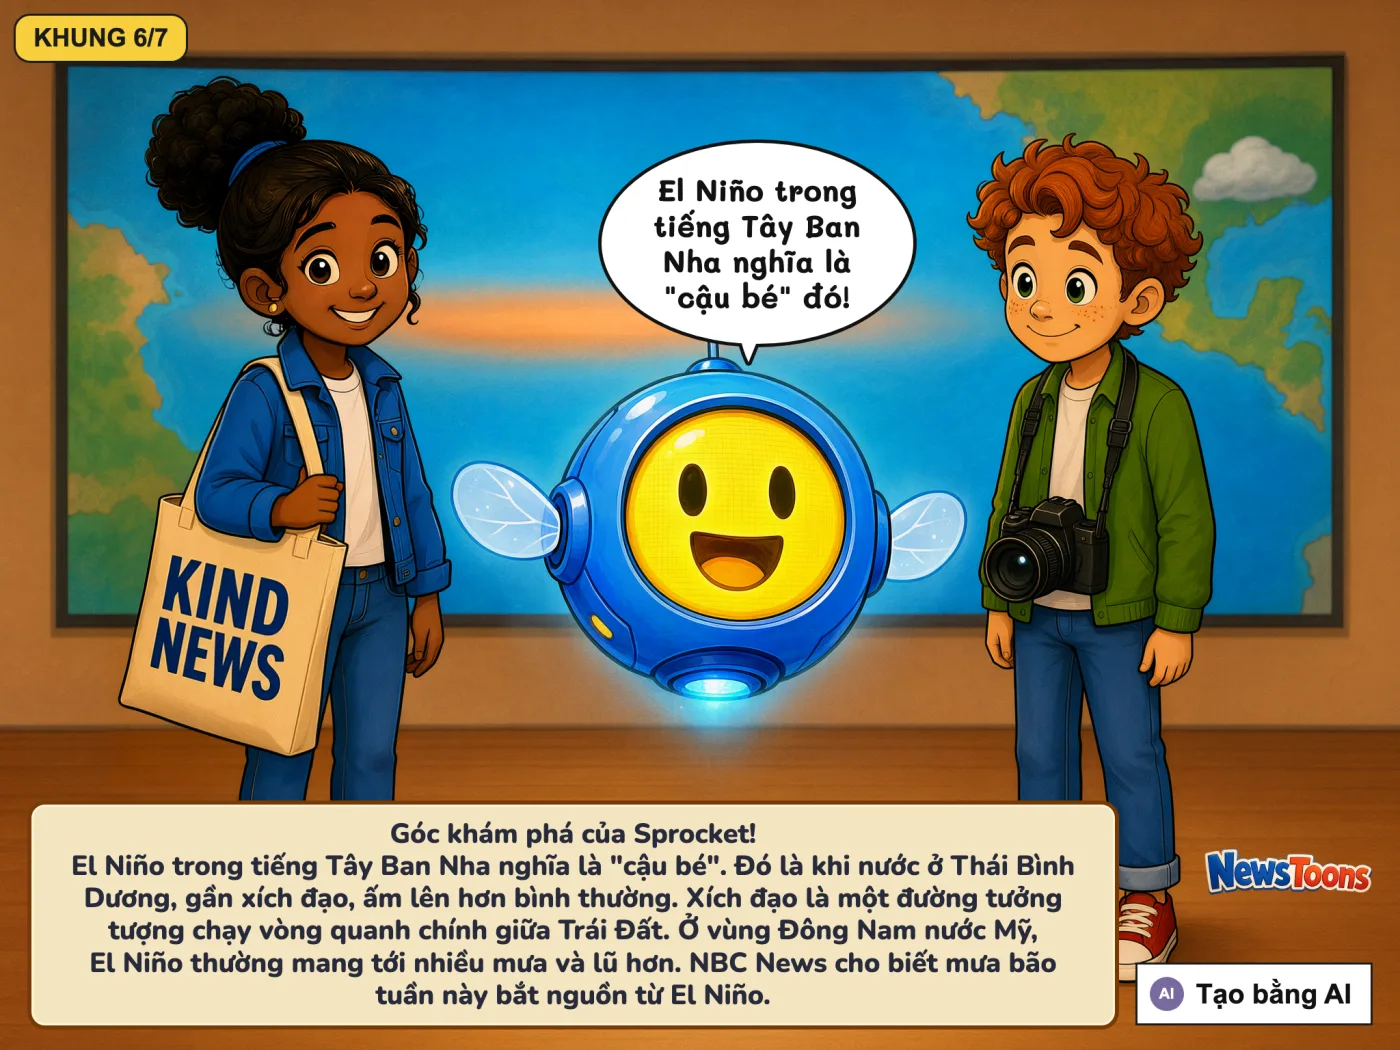 KHUNG 6/7
El Niño trong
tiếng Tây Ban
Nha nghĩa là
"cậu bé" đó!
KIND
NEWS
Góc khám phá của Sprocket!
El Niño trong tiếng Tây Ban Nha nghĩa là "cậu bé". Đó là khi nước ở Thái Bình
Dương, gần xích đạo, ấm lên hơn bình thường. Xích đạo là một đường tưởng
tượng chạy vòng quanh chính giữa Trái Đất. Ở vùng Đông Nam nước Mỹ,
El Niño thường mang tới nhiều mưa và lũ hơn. NBC News cho biết mưa bão
tuần này bắt nguồn từ El Niño.
NewsToons
AI Tạo bằng AI